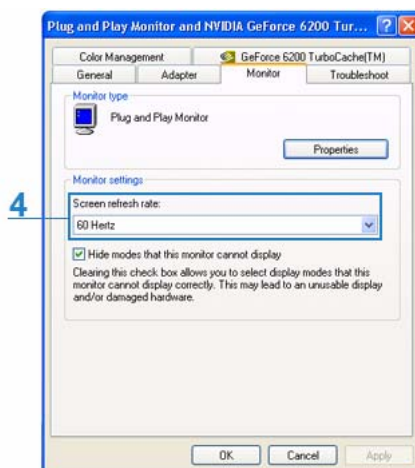 Plug and Play Monitor and NVIDIA GeForce 6200 Tur...
Color Management
GeForce 6200 TurboCache(TM)
General
Adapter
Monitor
Troubleshoot
Monitor type
Plug and Play Monitor
Properties
Monitor settings
4
Screen refresh rate:
60 Hertz
Hide modes that this monitor cannot display
Clearing this check box allows you to select display modes that this
monitor cannot display correctly. This may lead to an unusable display
and/or damaged hardware.
OK
Cancel
Apply